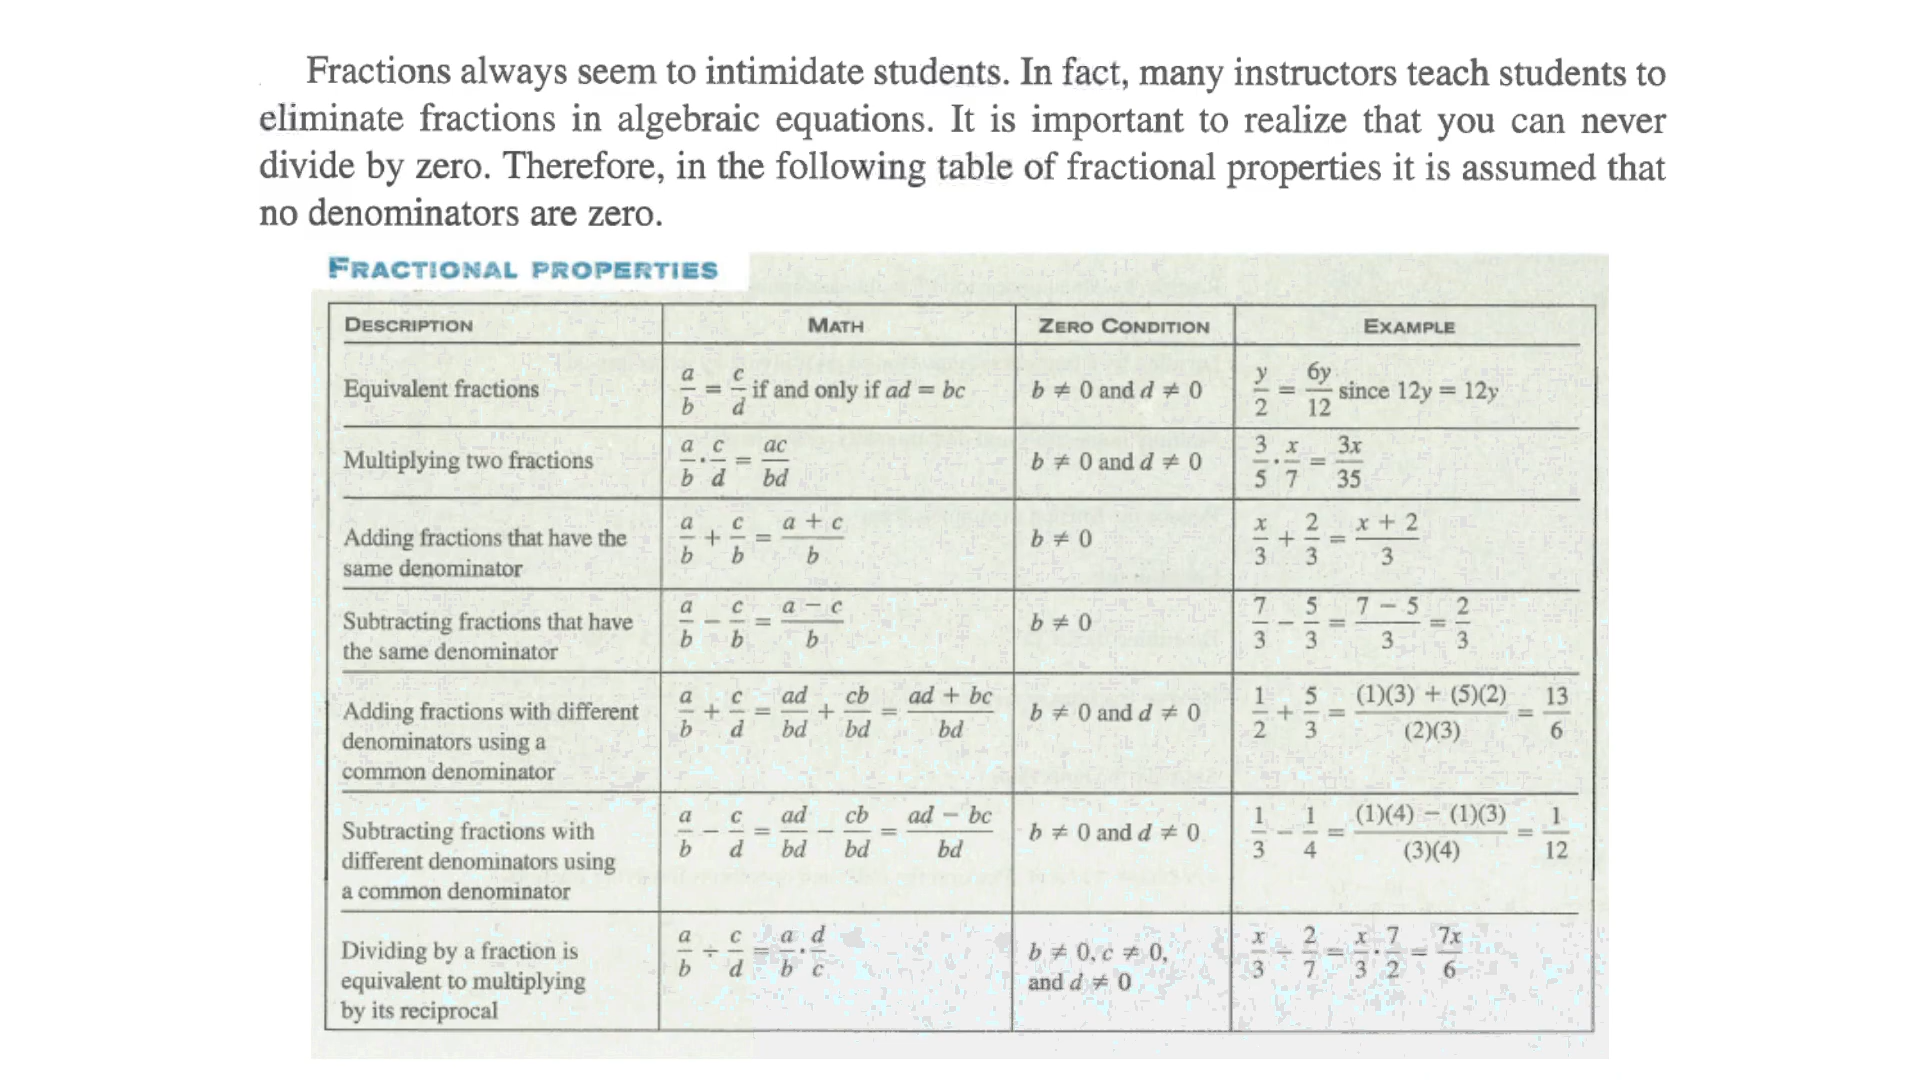 Fractions always seem to intimidate students. In fact, many instructors teach students to
eliminate fractions in algebraic equations. It is important to realize that you can never
divide by zero. Therefore, in the following table of fractional properties it is assumed that
no denominators are zero.
FRACTIONAL PROPERTIES
DESCRIPTION MATH ZERO CONDITION EXAMPLE
Equivalent fractions a/b = c/d if and only if ad = bc b ≠ 0 and d ≠ 0 y/2 = 6y/12 since 12y = 12y
Multiplying two fractions a/b · c/d = ac/bd b ≠ 0 and d ≠ 0 3/5 · x/7 = 3x/35
Adding fractions that have the a/b + c/b = (a + c)/b b ≠ 0 x/3 + 2/3 = (x + 2)/3
same denominator
Subtracting fractions that have a/b − c/b = (a − c)/b b ≠ 0 7/3 − 5/3 = (7 − 5)/3 = 2/3
the same denominator
Adding fractions with different a/b + c/d = ad/bd + cb/bd = (ad + bc)/bd b ≠ 0 and d ≠ 0 1/2 + 5/3 = ((1)(3) + (5)(2))/((2)(3)) = 13/6
denominators using a
common denominator
Subtracting fractions with a/b − c/d = ad/bd − cb/bd = (ad − bc)/bd b ≠ 0 and d ≠ 0 1/3 − 1/4 = ((1)(4) − (1)(3))/((3)(4)) = 1/12
different denominators using
a common denominator
Dividing by a fraction is a/b ÷ c/d = a/b · d/c b ≠ 0, c ≠ 0, x/3 ÷ 2/7 = x/3 · 7/2 = 7x/6
equivalent to multiplying and d ≠ 0
by its reciprocal